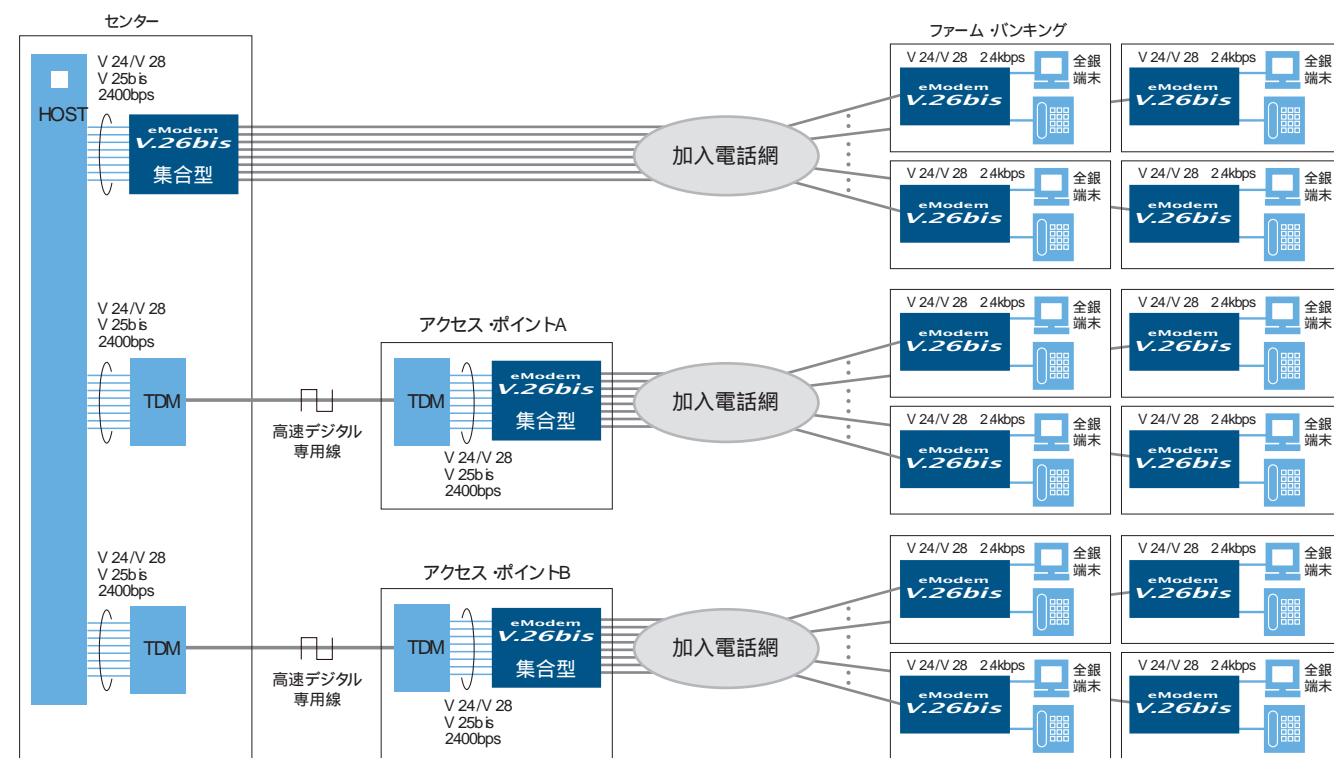 センター
HOST
V 24/V 28
V 25bis
2400bps
eModem
V.26bis
集合型
加入電話網
ファーム・バンキング
V 24/V 28 2.4kbps
eModem
V.26bis
全銀
端末
V 24/V 28 2.4kbps
eModem
V.26bis
全銀
端末
V 24/V 28 2.4kbps
eModem
V.26bis
全銀
端末
V 24/V 28 2.4kbps
eModem
V.26bis
全銀
端末
V 24/V 28
V 25bis
2400bps
TDM
高速デジタル
専用線
アクセス・ポイントA
TDM
eModem
V.26bis
集合型
V 24/V 28
V 25bis
2400bps
加入電話網
V 24/V 28 2.4kbps
eModem
V.26bis
全銀
端末
V 24/V 28 2.4kbps
eModem
V.26bis
全銀
端末
V 24/V 28 2.4kbps
eModem
V.26bis
全銀
端末
V 24/V 28 2.4kbps
eModem
V.26bis
全銀
端末
V 24/V 28
V 25bis
2400bps
TDM
高速デジタル
専用線
アクセス・ポイントB
TDM
eModem
V.26bis
集合型
V 24/V 28
V 25bis
2400bps
加入電話網
V 24/V 28 2.4kbps
eModem
V.26bis
全銀
端末
V 24/V 28 2.4kbps
eModem
V.26bis
全銀
端末
V 24/V 28 2.4kbps
eModem
V.26bis
全銀
端末
V 24/V 28 2.4kbps
eModem
V.26bis
全銀
端末